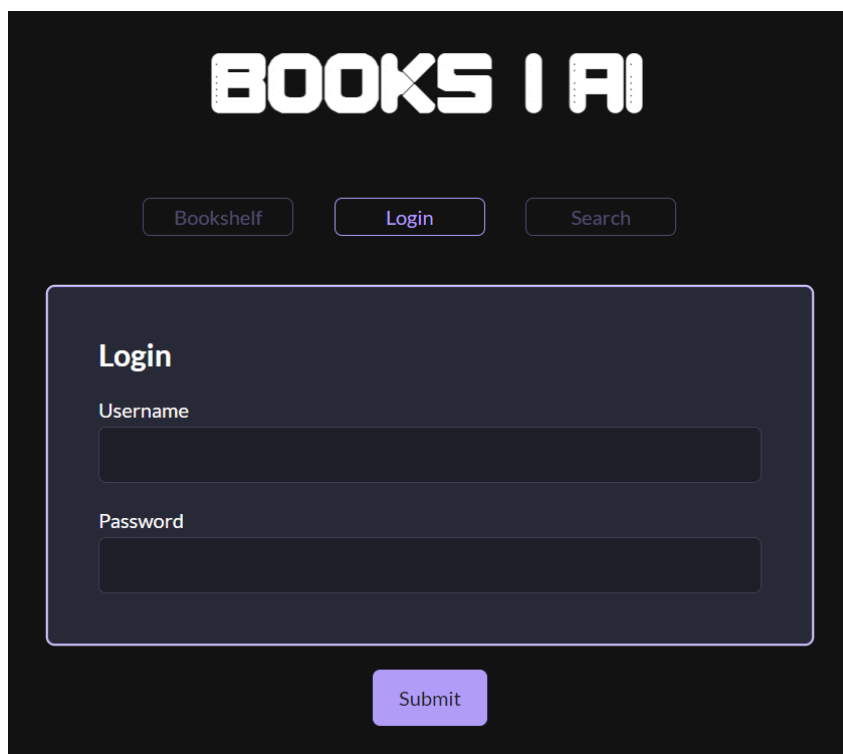 BOOKS | AI
Bookshelf Login Search
Login
Username
Password
Submit